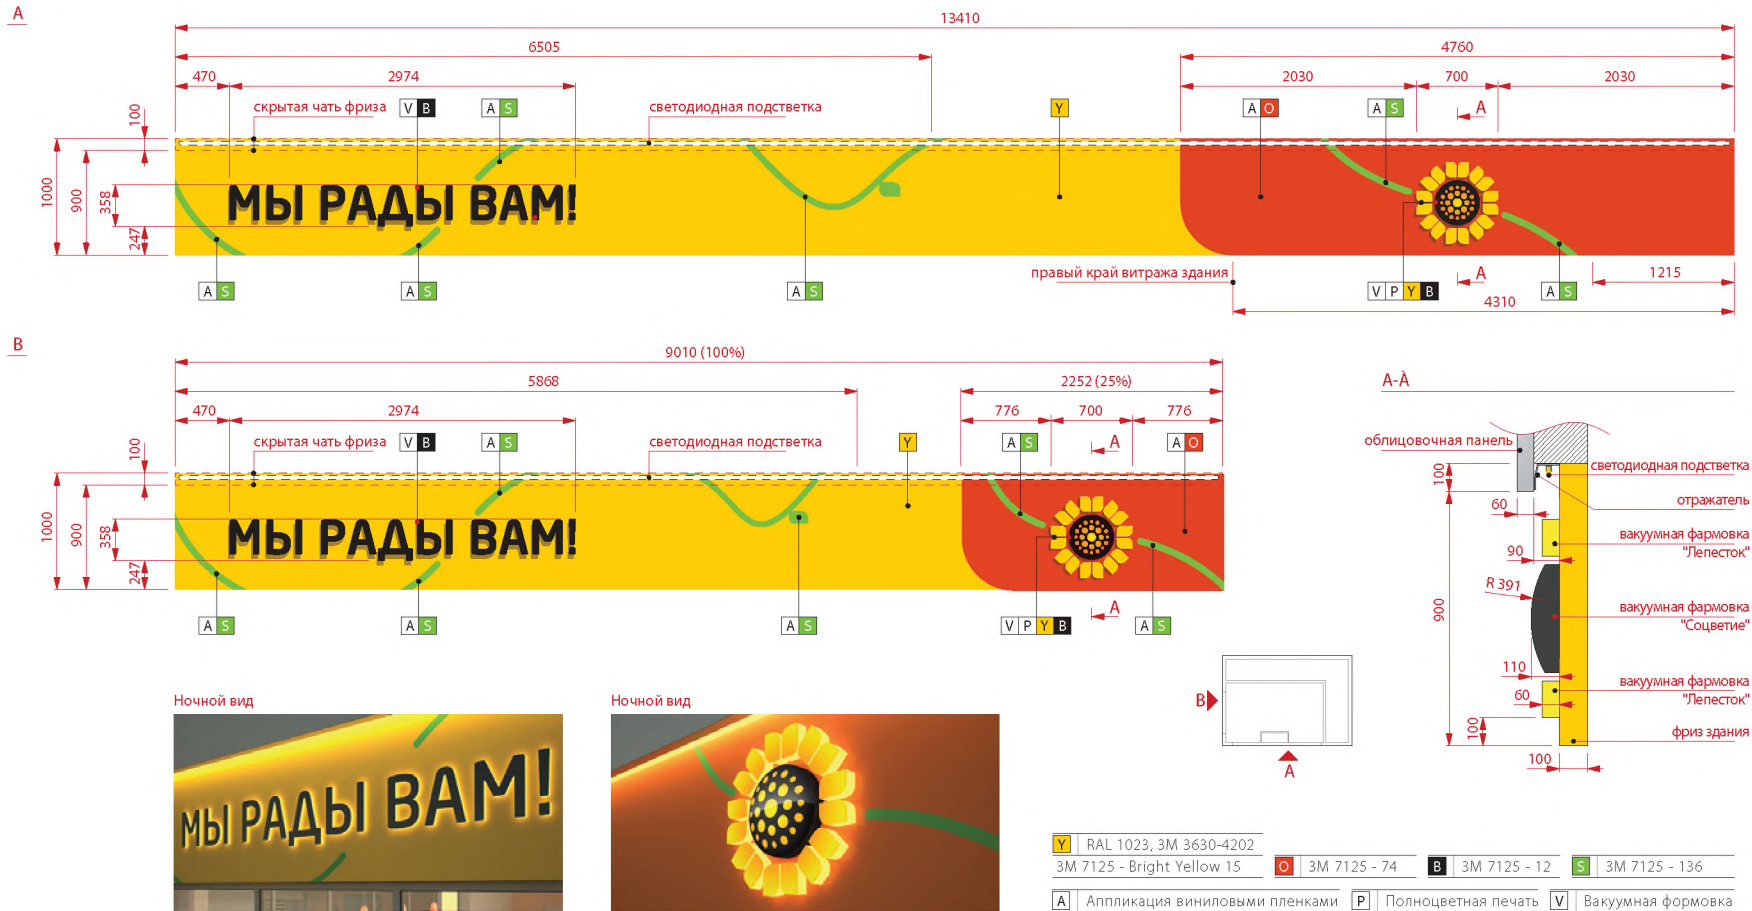 A
13410
6505
4760
470
2974
2030
700
2030
100
скрытая чать фриза
V B
A S
светодиодная подстветка
Y
A O
A S
A
1000
900
358
247
МЫ РАДЫ ВАМ!
A S
A S
A S
правый край витража здания
V P Y B
A
A S
1215
4310
B
9010 (100%)
5868
2252 (25%)
470
2974
776
700
776
100
скрытая чать фриза
V B
A S
светодиодная подстветка
Y
A S
A
A O
1000
900
358
247
МЫ РАДЫ ВАМ!
A S
A S
A S
V P Y B
A
A S
A-À
облицовочная панель
светодиодная подстветка
100
60
отражатель
вакуумная фармовка
"Лепесток"
90
R 391
900
вакуумная фармовка
"Соцветие"
110
вакуумная фармовка
"Лепесток"
60
100
фриз здания
100
B
A
Ночной вид
МЫ РАДЫ ВАМ!
Ночной вид
Y RAL 1023, 3M 3630-4202
3M 7125 - Bright Yellow 15
O 3M 7125 - 74
B 3M 7125 - 12
S 3M 7125 - 136
A Аппликация виниловыми пленками
P Полноцветная печать
V Вакуумная формовка